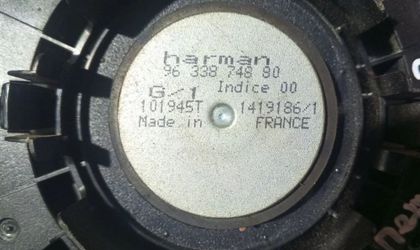 harman
96 338 748 80
G/1 Indice 00
101945T 1419186/1
Made in FRANCE